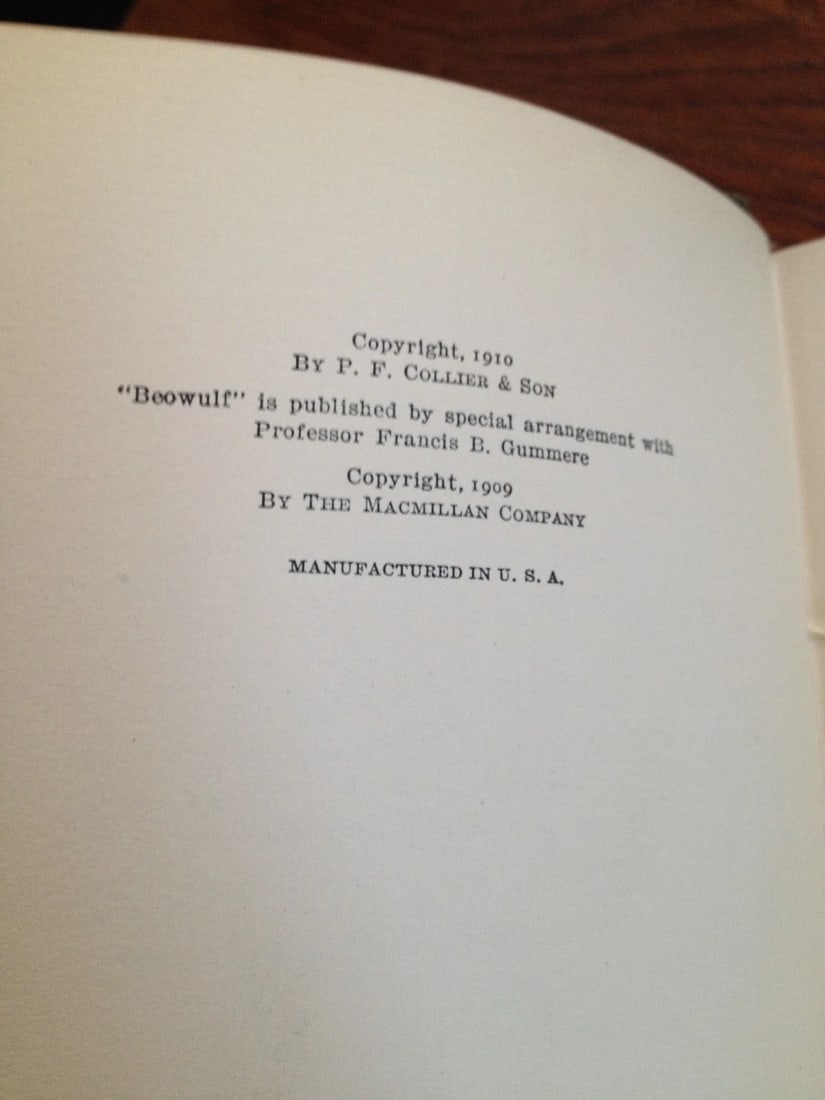 Copyright, 1910
By P. F. Collier & Son
"Beowulf" is published by special arrangement with
Professor Francis B. Gummere
Copyright, 1909
By The Macmillan Company
MANUFACTURED IN U. S. A.